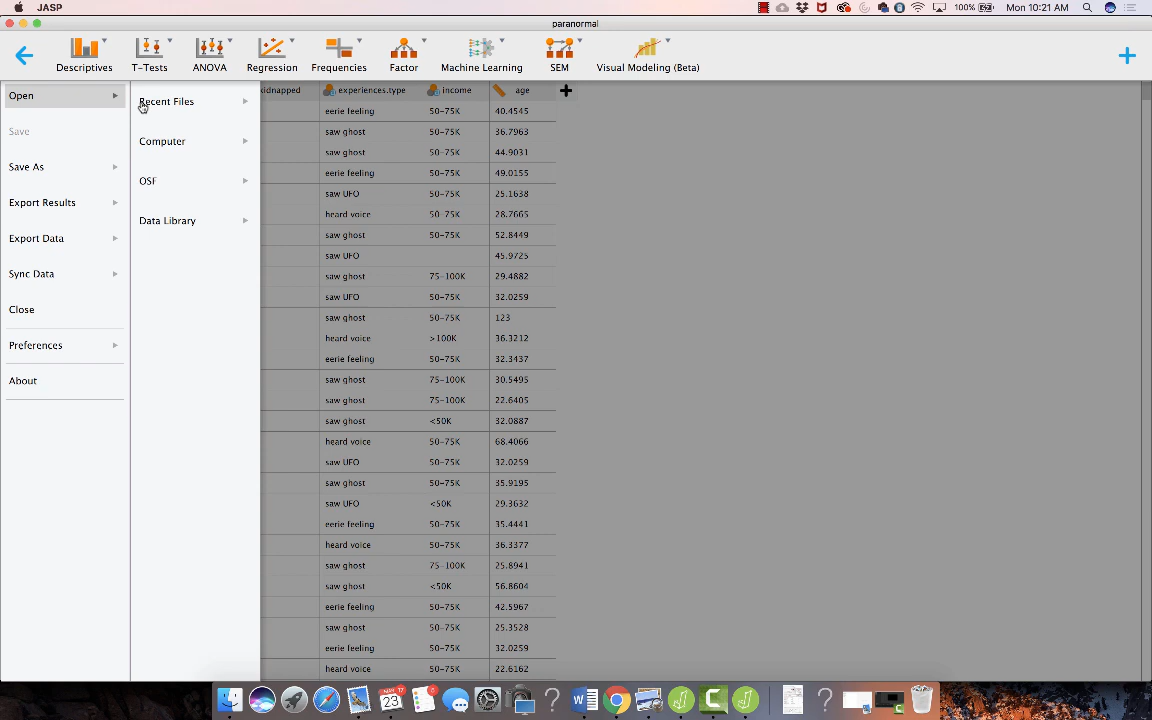 JASP
100%
Mon 10:21 AM
paranormal
Descriptives
T-Tests
ANOVA
Regression
Frequencies
Factor
Machine Learning
SEM
Visual Modeling (Beta)
Open
Save
Save As
Export Results
Export Data
Sync Data
Close
Preferences
About
Recent Files
Computer
OSF
Data Library
kidnapped experiences.type income age
eerie feeling 50-75K 40.4545
saw ghost 50-75K 36.7963
saw ghost 50-75K 44.9031
eerie feeling 50-75K 49.0155
saw UFO 50-75K 25.1638
heard voice 50-75K 28.7665
saw ghost 50-75K 52.8449
saw UFO 50-75K 45.9725
saw ghost 75-100K 29.4882
saw UFO 50-75K 32.0259
saw ghost 50-75K 123
heard voice >100K 36.3212
eerie feeling 50-75K 32.3437
saw ghost 75-100K 30.5495
saw ghost 75-100K 22.6405
saw ghost <50K 32.0887
heard voice 50-75K 68.4066
saw UFO 50-75K 32.0259
saw ghost 50-75K 35.9195
saw UFO <50K 29.3632
eerie feeling 50-75K 35.4441
heard voice 50-75K 36.3377
saw ghost 75-100K 25.8941
saw ghost <50K 56.8604
eerie feeling 50-75K 42.5967
saw ghost 50-75K 25.3528
eerie feeling 50-75K 32.0259
heard voice 50-75K 22.6162